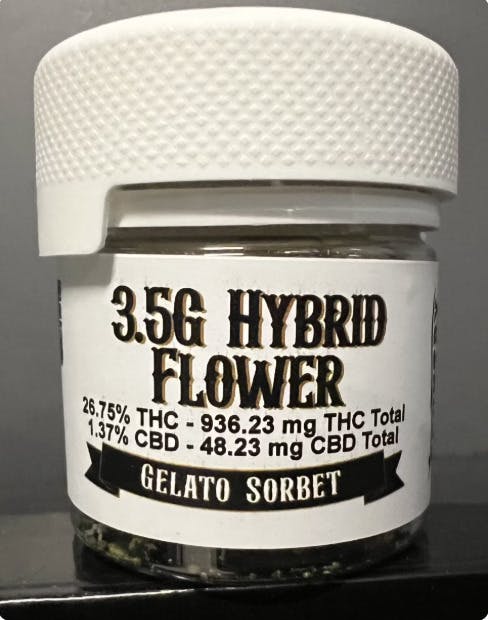 3.5G HYBRID
FLOWER
26.75% THC - 936.23 mg THC Total
1.37% CBD - 48.23 mg CBD Total
GELATO SORBET